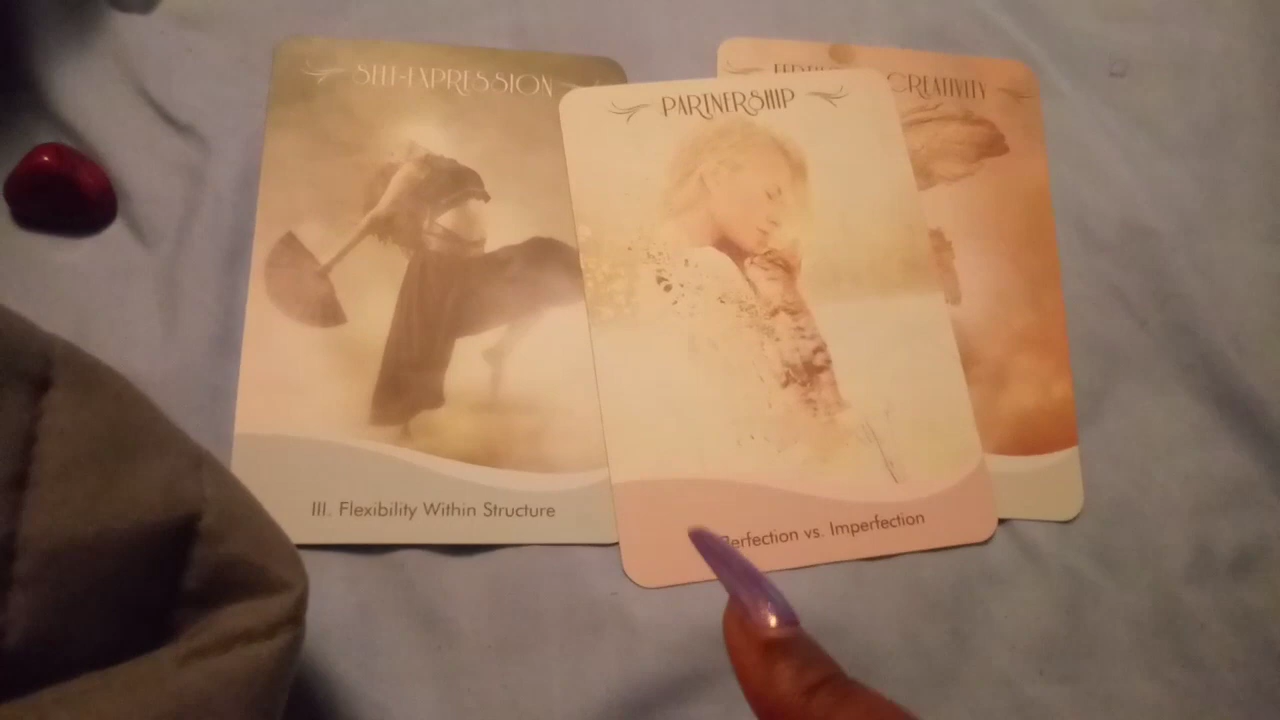 SELF-EXPRESSION
PARTNERSHIP
CREATIVITY
III. Flexibility Within Structure
Perfection vs. Imperfection